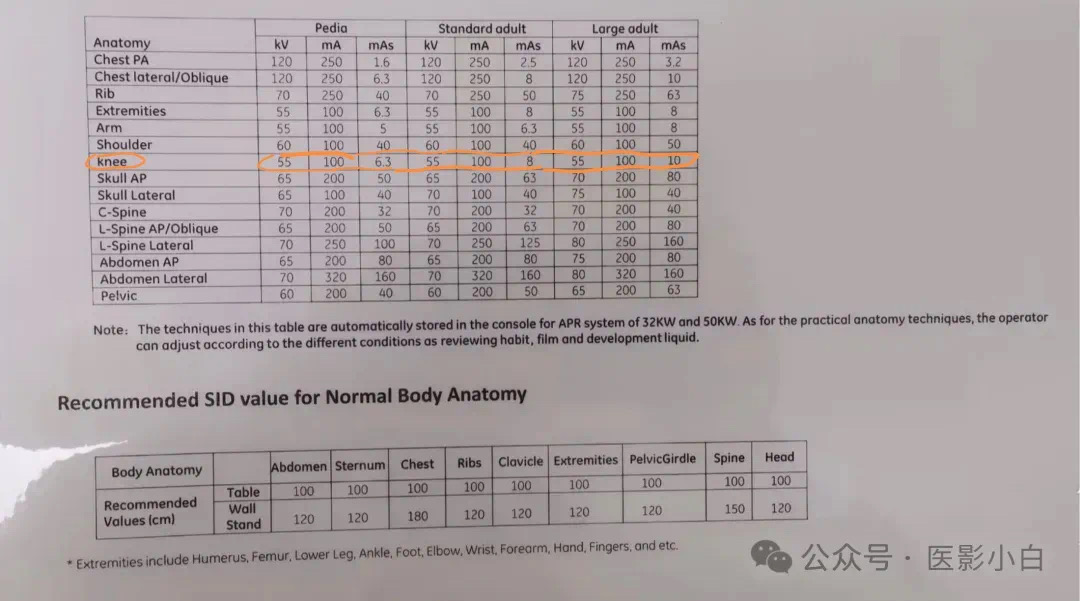 Pedia Standard adult Large adult
Anatomy kV mA mAs kV mA mAs kV mA mAs
Chest PA 120 250 1.6 120 250 2.5 120 250 3.2
Chest lateral/Oblique 120 250 6.3 120 250 8 120 250 10
Rib 70 250 40 70 250 50 75 250 63
Extremities 55 100 6.3 55 100 8 55 100 8
Arm 55 100 5 55 100 6.3 55 100 8
Shoulder 60 100 40 60 100 40 60 100 50
knee 55 100 6.3 55 100 8 55 100 10
Skull AP 65 200 50 65 200 63 70 200 80
Skull Lateral 65 100 40 70 100 40 75 100 40
C-Spine 70 200 32 70 200 32 70 200 40
L-Spine AP/Oblique 65 200 50 65 200 63 70 200 80
L-Spine Lateral 70 250 100 70 250 125 80 250 160
Abdomen AP 65 200 80 65 200 80 75 200 80
Abdomen Lateral 70 320 160 70 320 160 80 320 160
Pelvic 60 200 40 60 200 50 65 200 63
Note: The techniques in this table are automatically stored in the console for APR system of 32KW and 50KW. As for the practical anatomy techniques, the operator
can adjust according to the different conditions as reviewing habit, film and development liquid.
Recommended SID value for Normal Body Anatomy
Body Anatomy Abdomen Sternum Chest Ribs Clavicle Extremities PelvicGirdle Spine Head
Recommended Values (cm) Table 100 100 100 100 100 100 100 100 100
Wall Stand 120 120 180 120 120 120 120 150 120
* Extremities include Humerus, Femur, Lower Leg, Ankle, Foot, Elbow, Wrist, Forearm, Hand, Fingers, and etc.
公众号 · 医影小白